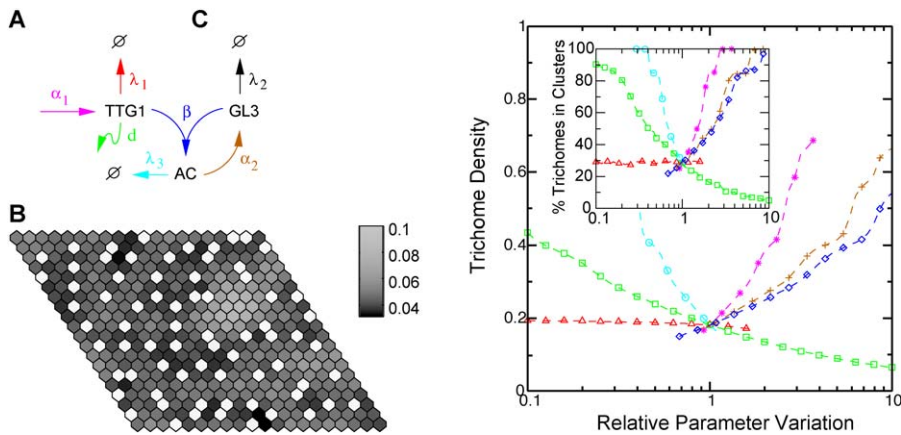 A
C
∅
∅
λ1
λ2
α1
TTG1
β
GL3
d
λ3
α2
∅
AC
B
0.1
0.08
0.06
0.04
Trichome Density
1
0.8
0.6
0.4
0.2
0
0.1
1
10
Relative Parameter Variation
% Trichomes in Clusters
100
80
60
40
20
0
0.1
1
10